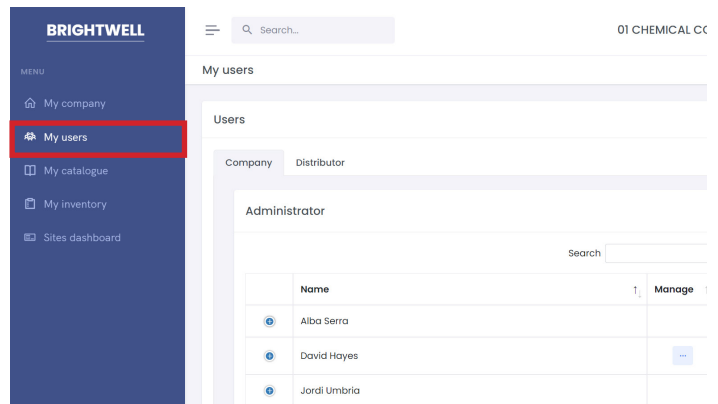 BRIGHTWELL
Search...
01 CHEMICAL CO
MENU
My users
My company
My users
My catalogue
My inventory
Sites dashboard
Users
Company
Distributor
Administrator
Search
Name
Manage
Alba Serra
David Hayes
...
Jordi Umbria